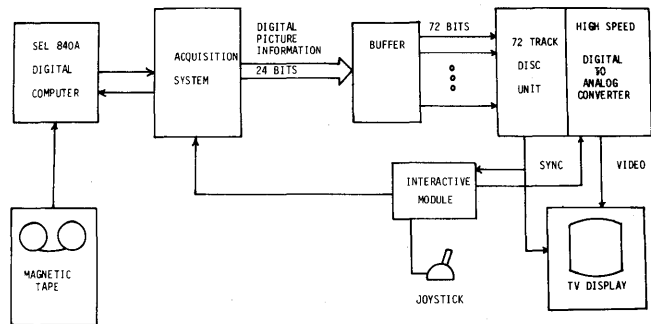 SEL 840A
DIGITAL
COMPUTER
ACQUISITION
SYSTEM
DIGITAL
PICTURE
INFORMATION
24 BITS
BUFFER
72 BITS
72 TRACK
DISC
UNIT
HIGH SPEED
DIGITAL
TO
ANALOG
CONVERTER
SYNC
VIDEO
INTERACTIVE
MODULE
JOYSTICK
MAGNETIC
TAPE
TV DISPLAY